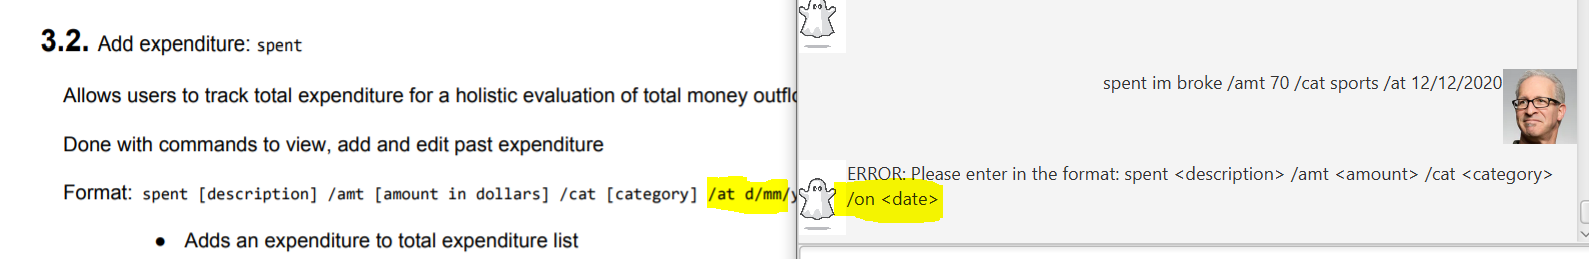 3.2. Add expenditure: spent
Allows users to track total expenditure for a holistic evaluation of total money
Done with commands to view, add and edit past expenditure
Format: spent [description] /amt [amount in dollars] /cat [category] /at d/mm/
• Adds an expenditure to total expenditure list
spent im broke /amt 70 /cat sports /at 12/12/2020
ERROR: Please enter in the format: spent <description> /amt <amount> /cat <category>
/on <date>